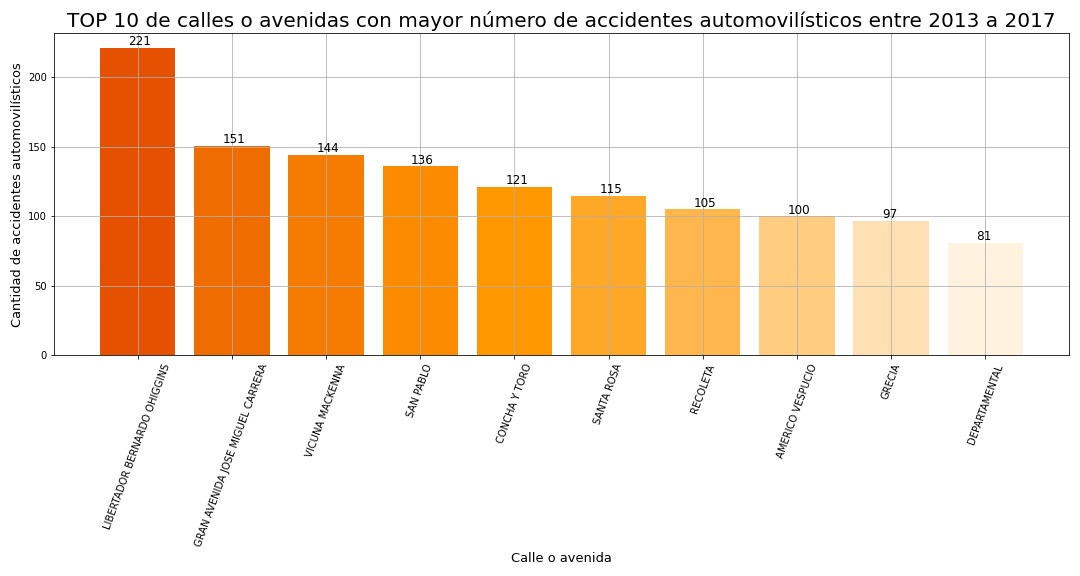 TOP 10 de calles o avenidas con mayor número de accidentes automovilísticos entre 2013 a 2017
Cantidad de accidentes automovilísticos
200
150
100
50
0
221
151
144
136
121
115
105
100
97
81
LIBERTADOR BERNARDO OHIGGINS
GRAN AVENIDA JOSE MIGUEL CARRERA
VICUNA MACKENNA
SAN PABLO
CONCHA Y TORO
SANTA ROSA
RECOLETA
AMERICO VESPUCIO
GRECIA
DEPARTAMENTAL
Calle o avenida